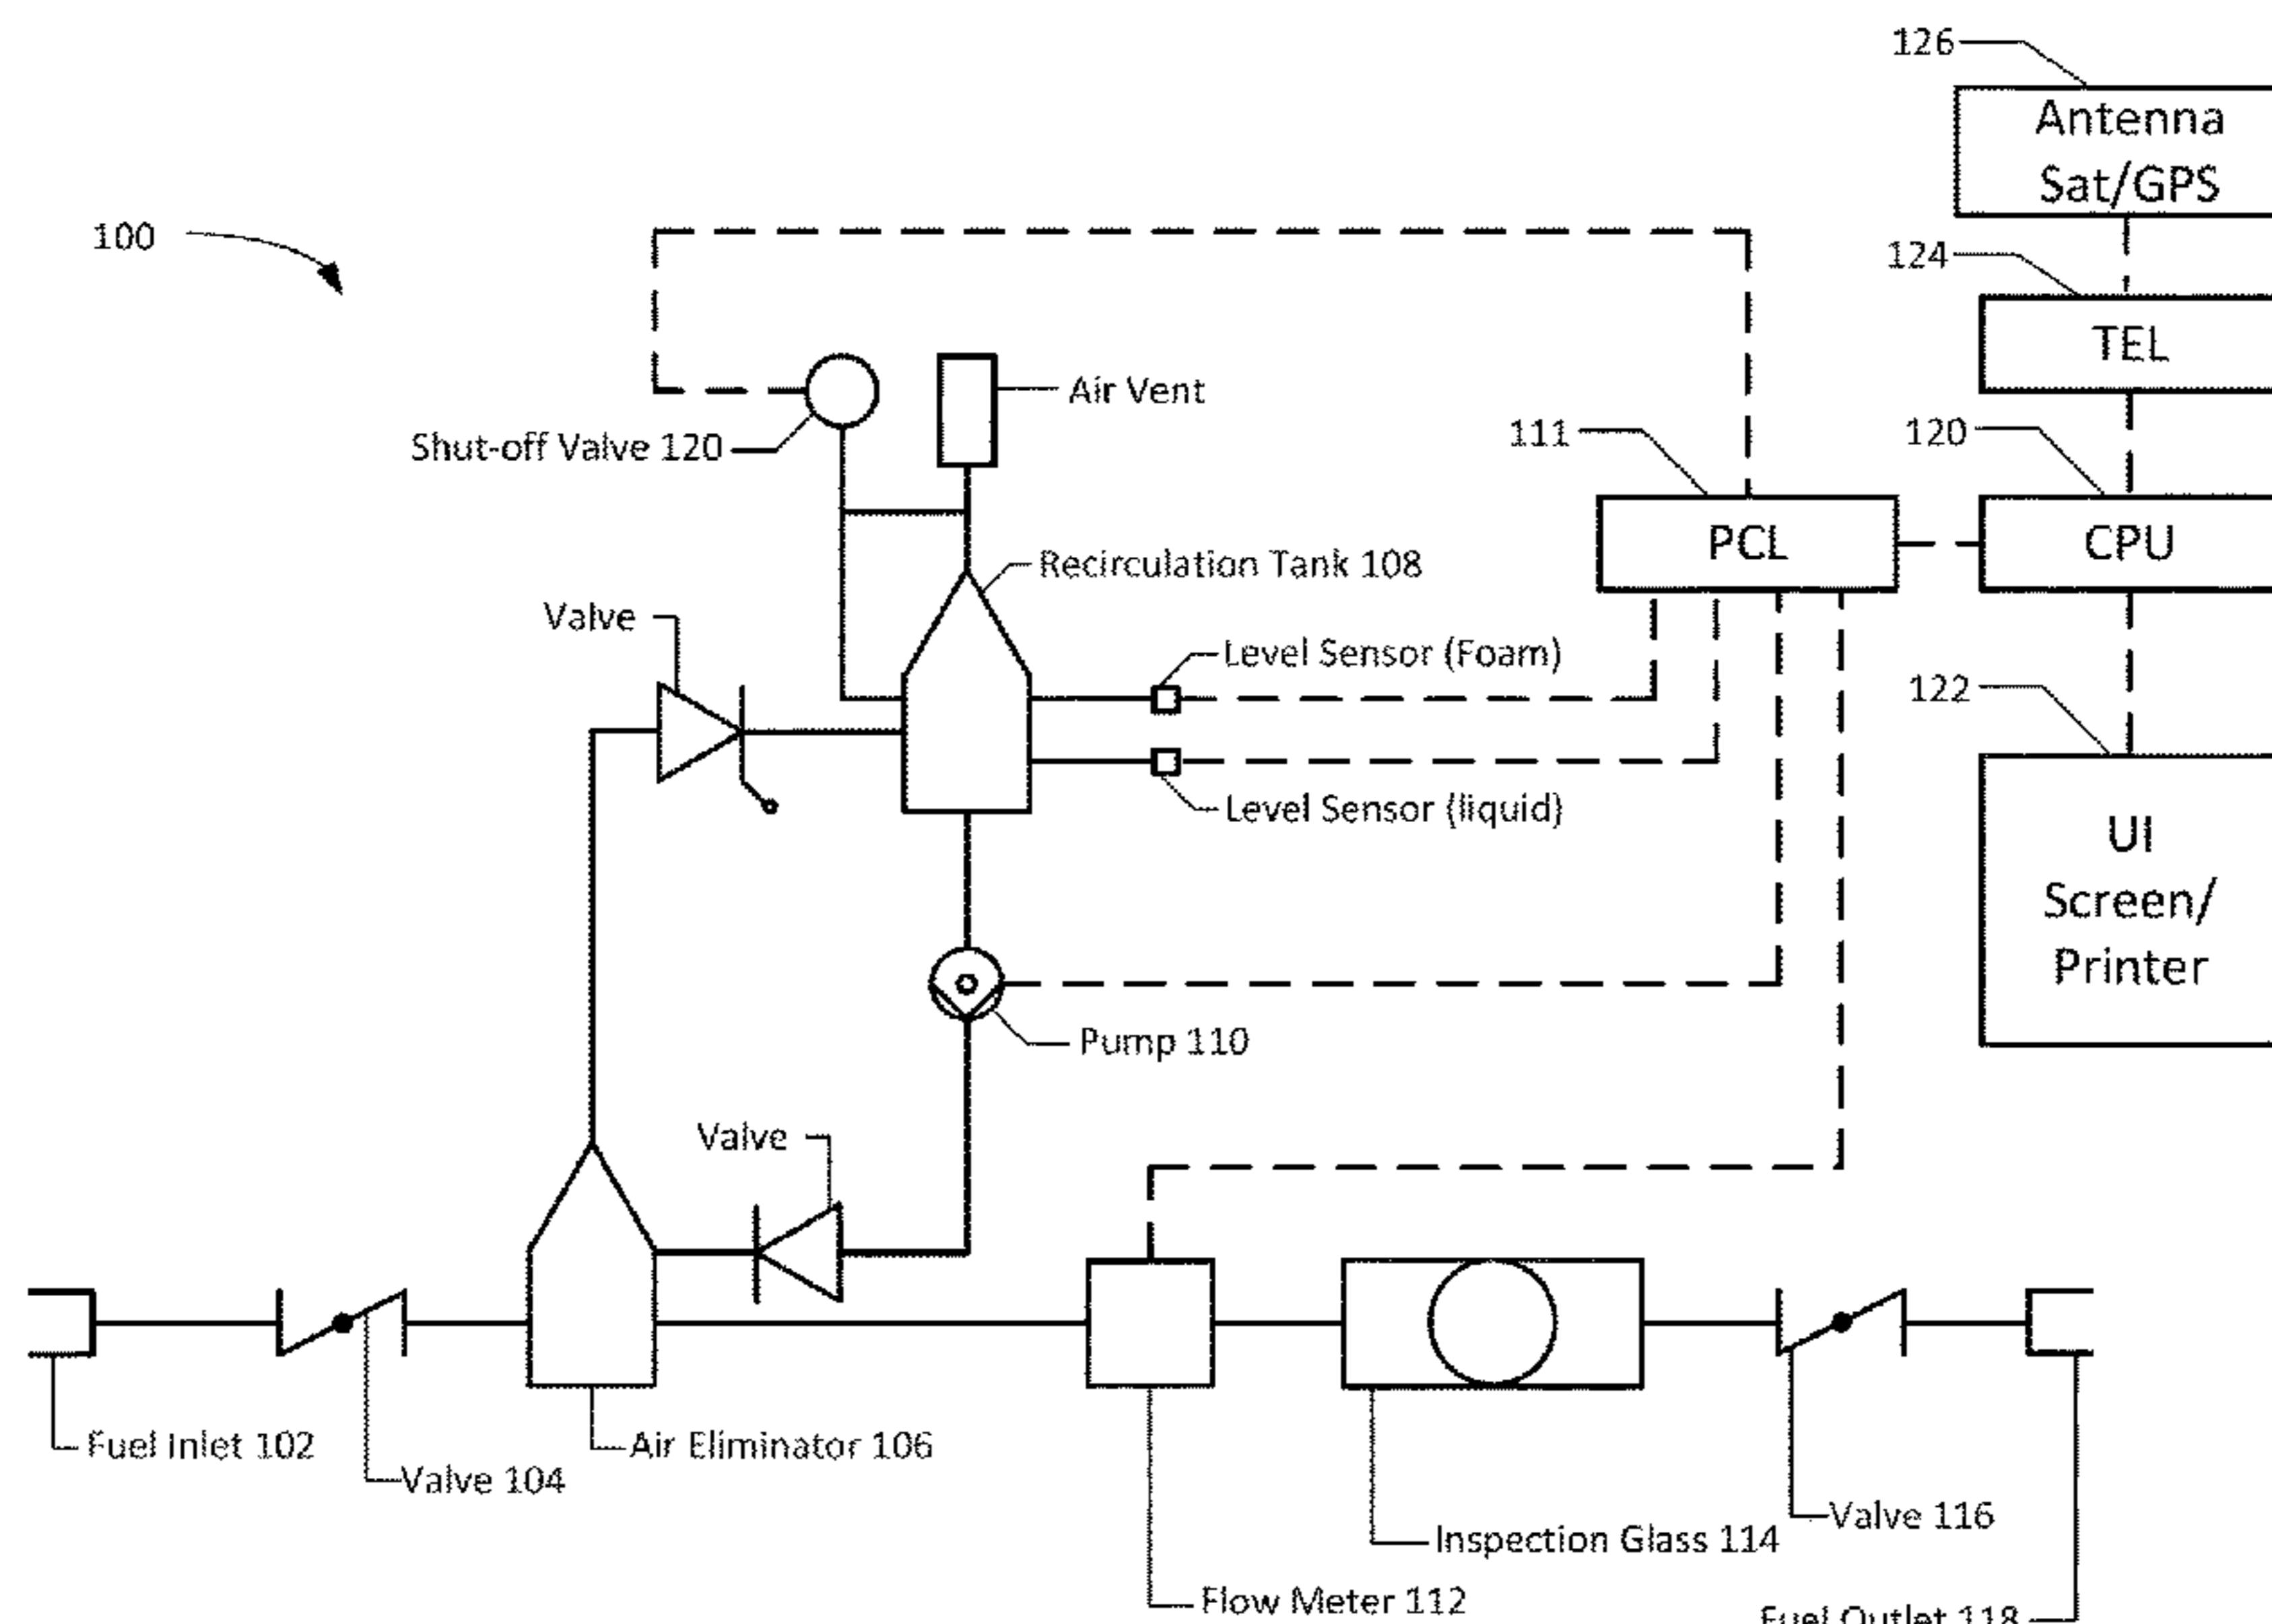 126
Antenna
Sat/GPS
100
124
TEL
Air Vent
Shut-off Valve 120
111
120
PCL
CPU
Recirculation Tank 108
Valve
Level Sensor (Foam)
122
Level Sensor (liquid)
UI
Screen/
Printer
Pump 110
Valve
Fuel Inlet 102
Air Eliminator 106
Valve 104
Valve 116
Inspection Glass 114
Flow Meter 112
Fuel Outlet 118